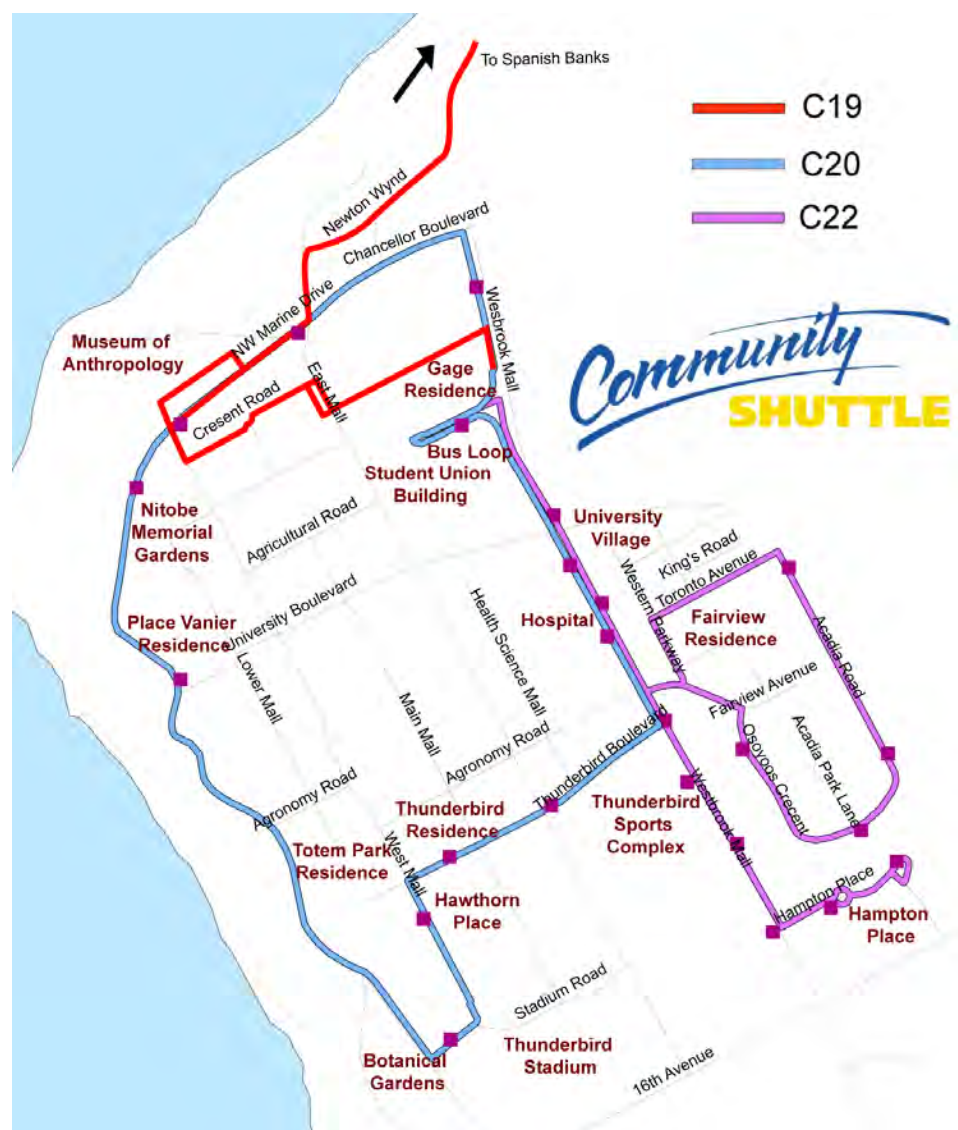 To Spanish Banks
C19
C20
C22
Newton Wynd
Chancellor Boulevard
NW Marine Drive
Wesbrook Mall
Museum of
Anthropology
Community
SHUTTLE
Cresent Road
East Mall
Gage
Residence
Bus Loop
Student Union
Building
Nitobe
Memorial
Gardens
Agricultural Road
University
Village
King's Road
Toronto Avenue
Western Parkway
Fairview
Residence
Hospital
Health Science Mall
University Boulevard
Place Vanier
Residence
Lower Mall
Main Mall
Acadia Road
Fairview Avenue
Osoyoos Crecent
Acadia Park Lane
Agronomy Road
Agronomy Road
Thunderbird Boulevard
Thunderbird
Residence
Thunderbird
Sports
Complex
Westbrook Mall
Totem Park
Residence
West Mall
Hawthorn
Place
Hampton Place
Hampton
Place
Stadium Road
Thunderbird
Stadium
Botanical
Gardens
16th Avenue